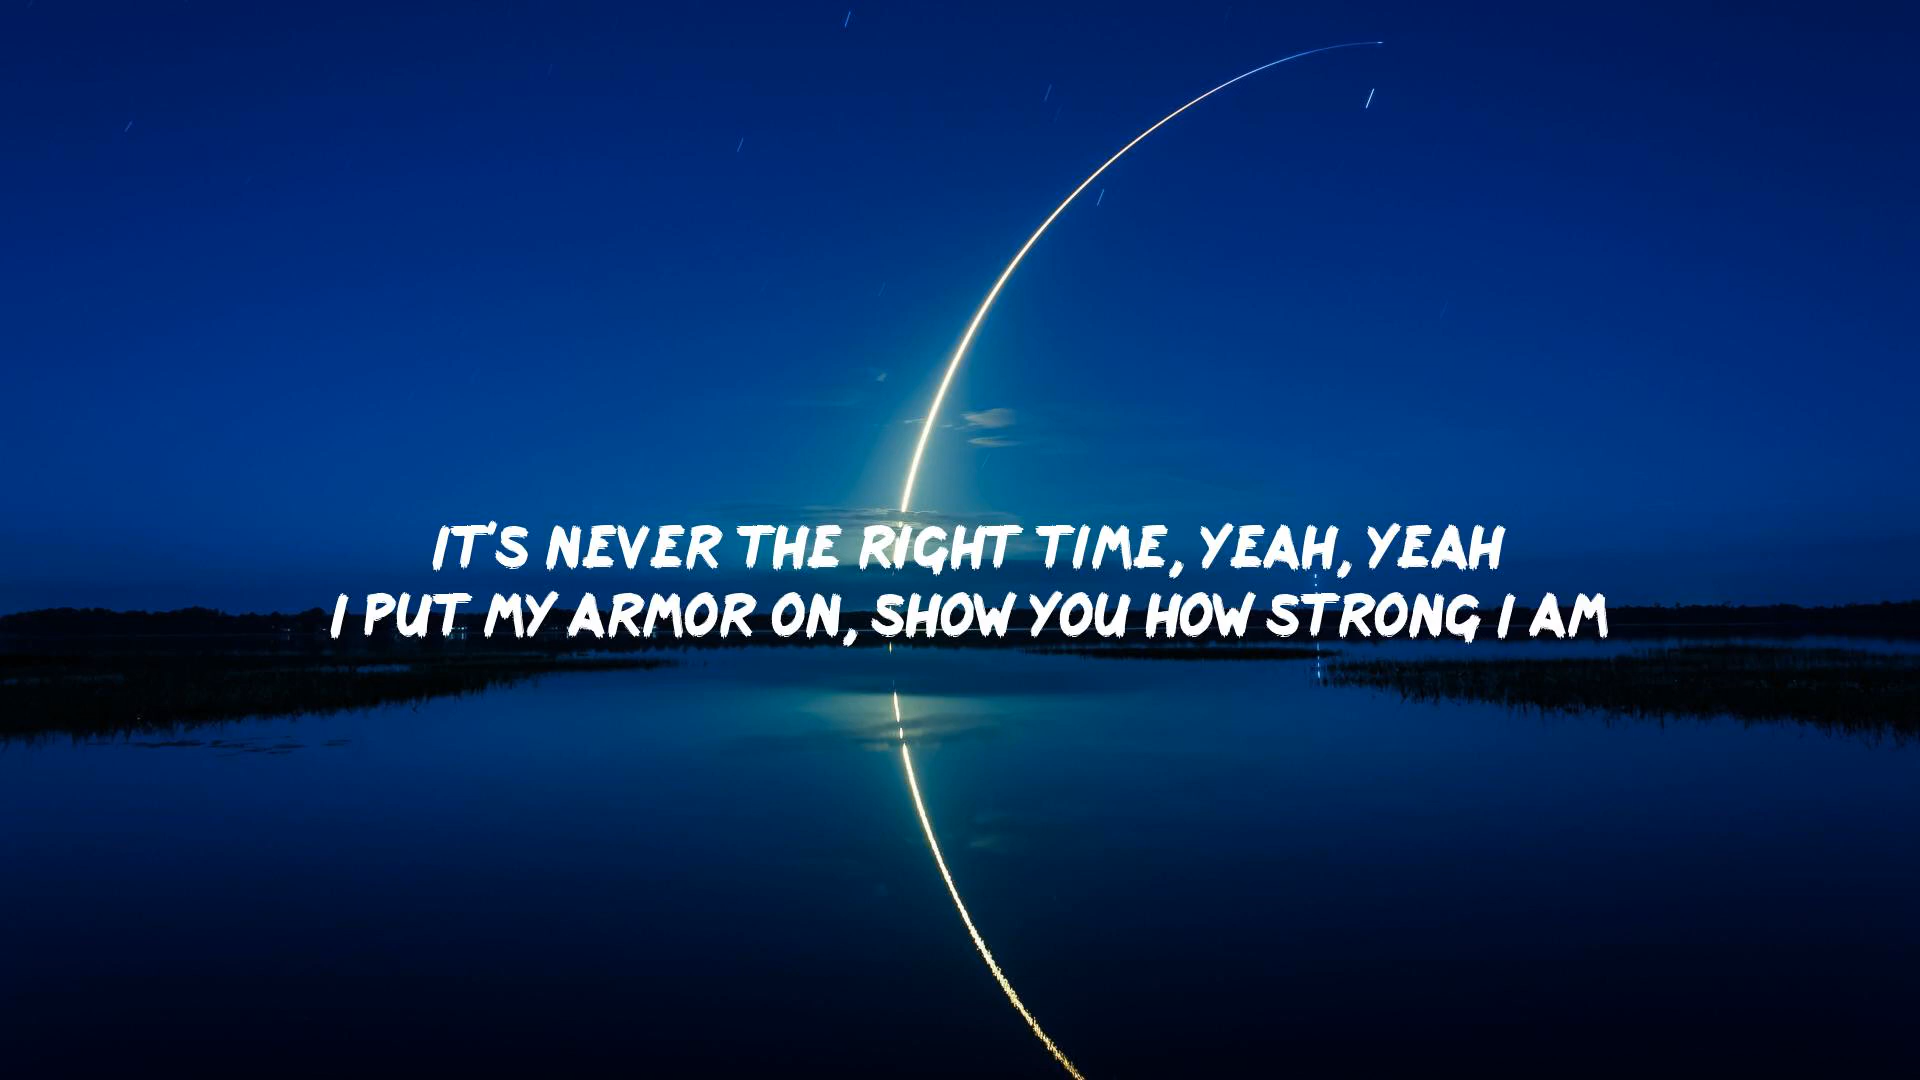 IT'S NEVER THE RIGHT TIME, YEAH, YEAH
I PUT MY ARMOR ON, SHOW YOU HOW STRONG I AM